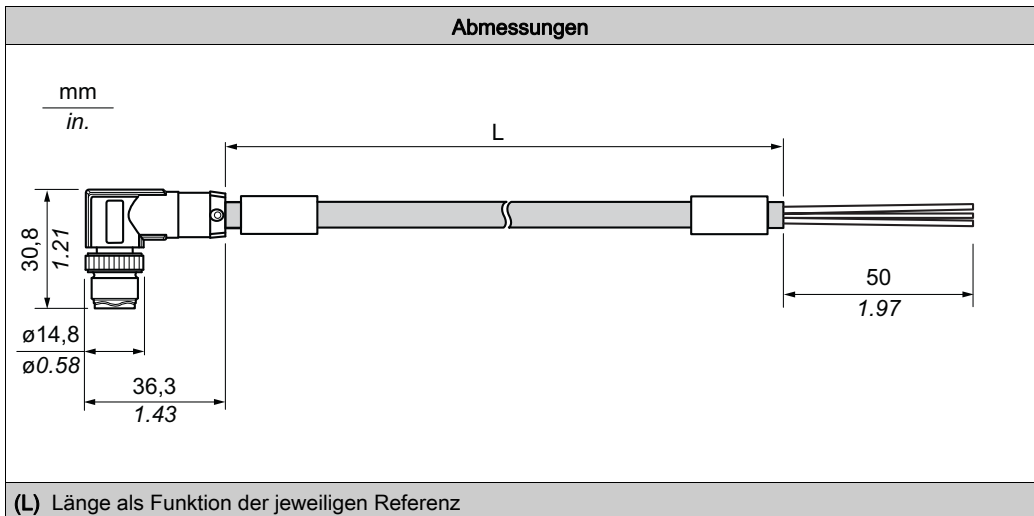 Abmessungen
mm
in.
L
30,8
1.21
50
1.97
ø14,8
ø0.58
36,3
1.43
(L) Länge als Funktion der jeweiligen Referenz